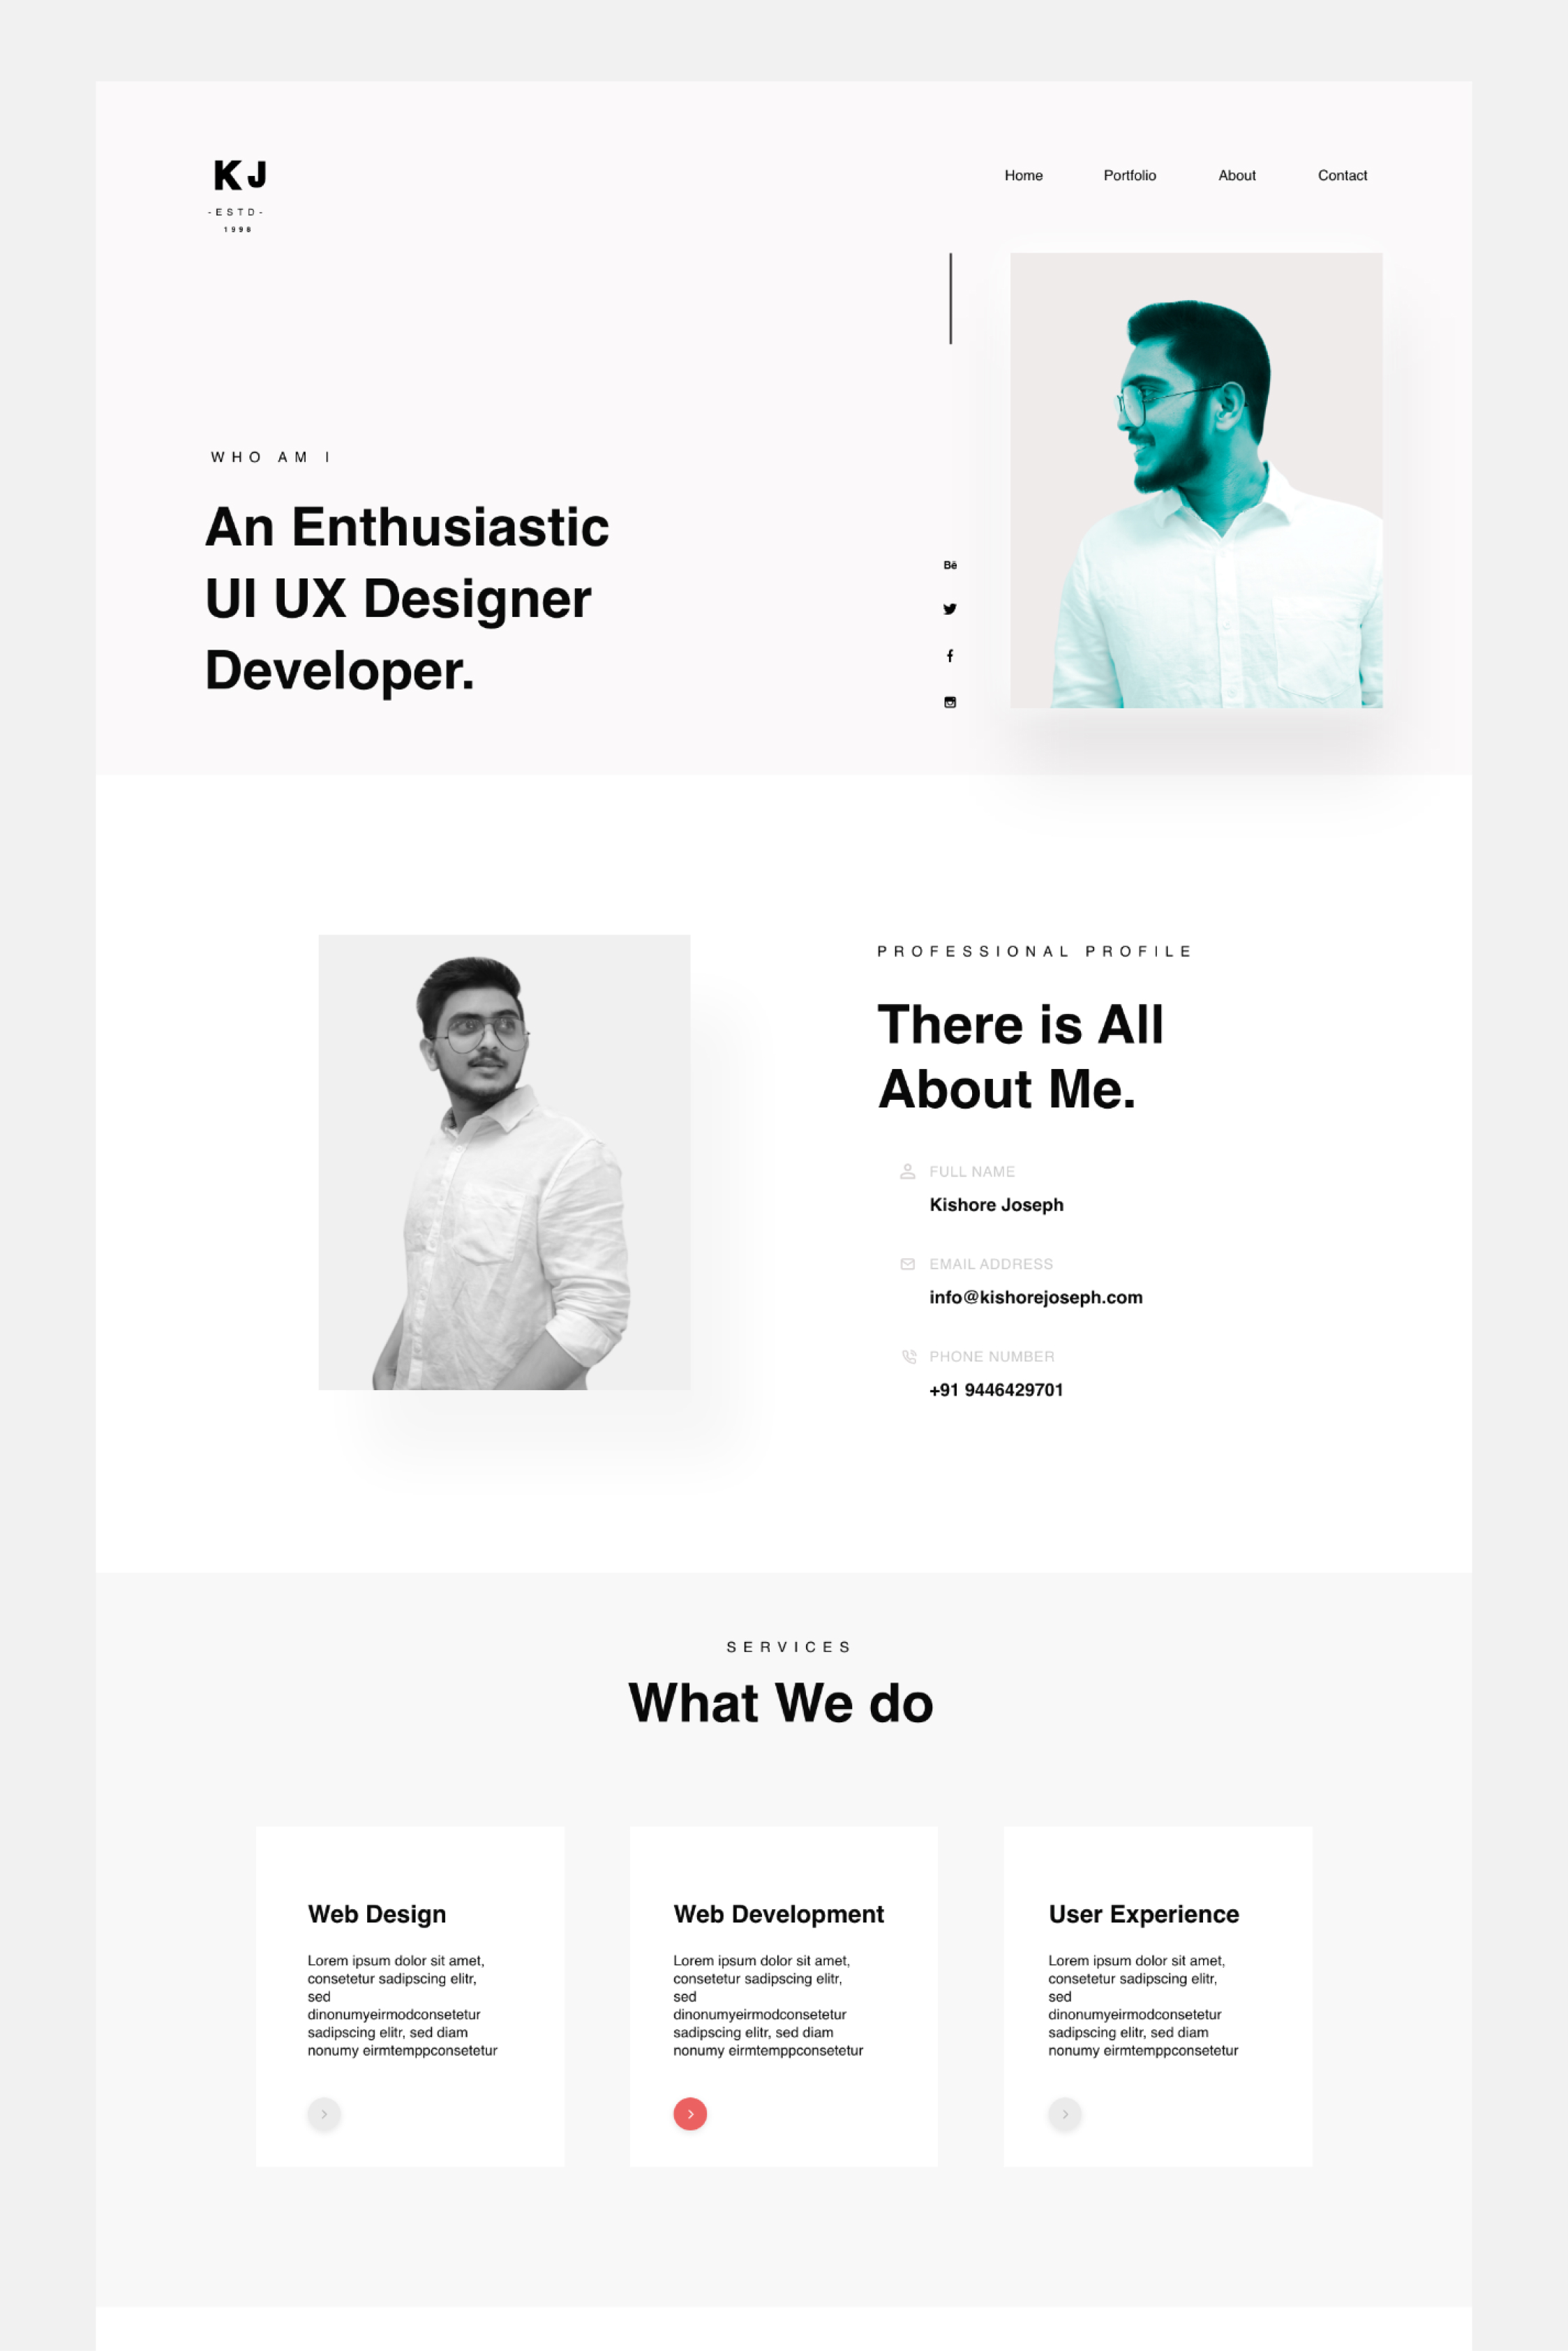 KJ
-ESTD-
1998
Home Portfolio About Contact
WHO AM I
An Enthusiastic
UI UX Designer
Developer.
Bē
PROFESSIONAL PROFILE
There is All
About Me.
FULL NAME
Kishore Joseph
EMAIL ADDRESS
info@kishorejoseph.com
PHONE NUMBER
+91 9446429701
SERVICES
What We do
Web Design
Lorem ipsum dolor sit amet,
consetetur sadipscing elitr,
sed
dinonumyeirmodconsetetur
sadipscing elitr, sed diam
nonumy eirmtemppconsetetur
Web Development
Lorem ipsum dolor sit amet,
consetetur sadipscing elitr,
sed
dinonumyeirmodconsetetur
sadipscing elitr, sed diam
nonumy eirmtemppconsetetur
User Experience
Lorem ipsum dolor sit amet,
consetetur sadipscing elitr,
sed
dinonumyeirmodconsetetur
sadipscing elitr, sed diam
nonumy eirmtemppconsetetur